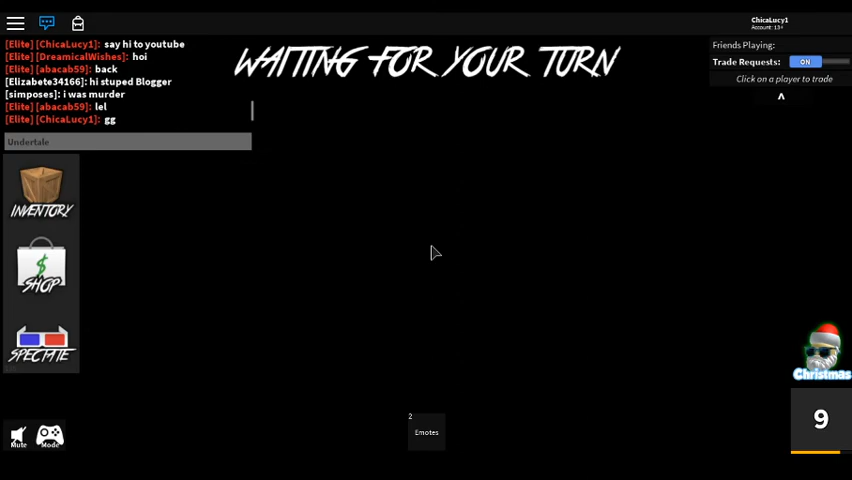 ChicaLucy1
Account: 13+
[Elite] [ChicaLucy1]: say hi to youtube
[Elite] [DreamicalWishes]: hoi
[Elite] [abacab59]: back
[Elizabete34166]: hi stuped Blogger
[simposes]: i was murder
[Elite] [abacab59]: lel
[Elite] [ChicaLucy1]: gg
Undertale
WAITING FOR YOUR TURN
Friends Playing:
Trade Requests: ON
Click on a player to trade
^
INVENTORY
$
SHOP
SPECTATE
Christmas
9
Mute
Mode
2
Emotes